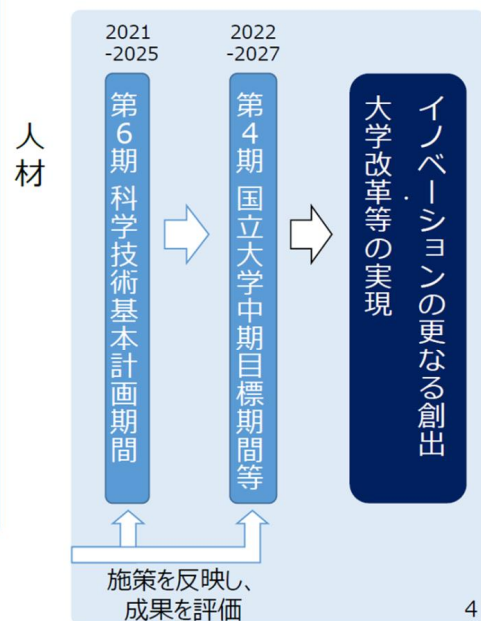 人材
2021
-2025
第6期 科学技術基本計画期間
2022
-2027
第4期 国立大学中期目標期間等
イノベーションの更なる創出
大学改革等の実現
施策を反映し、
成果を評価
4